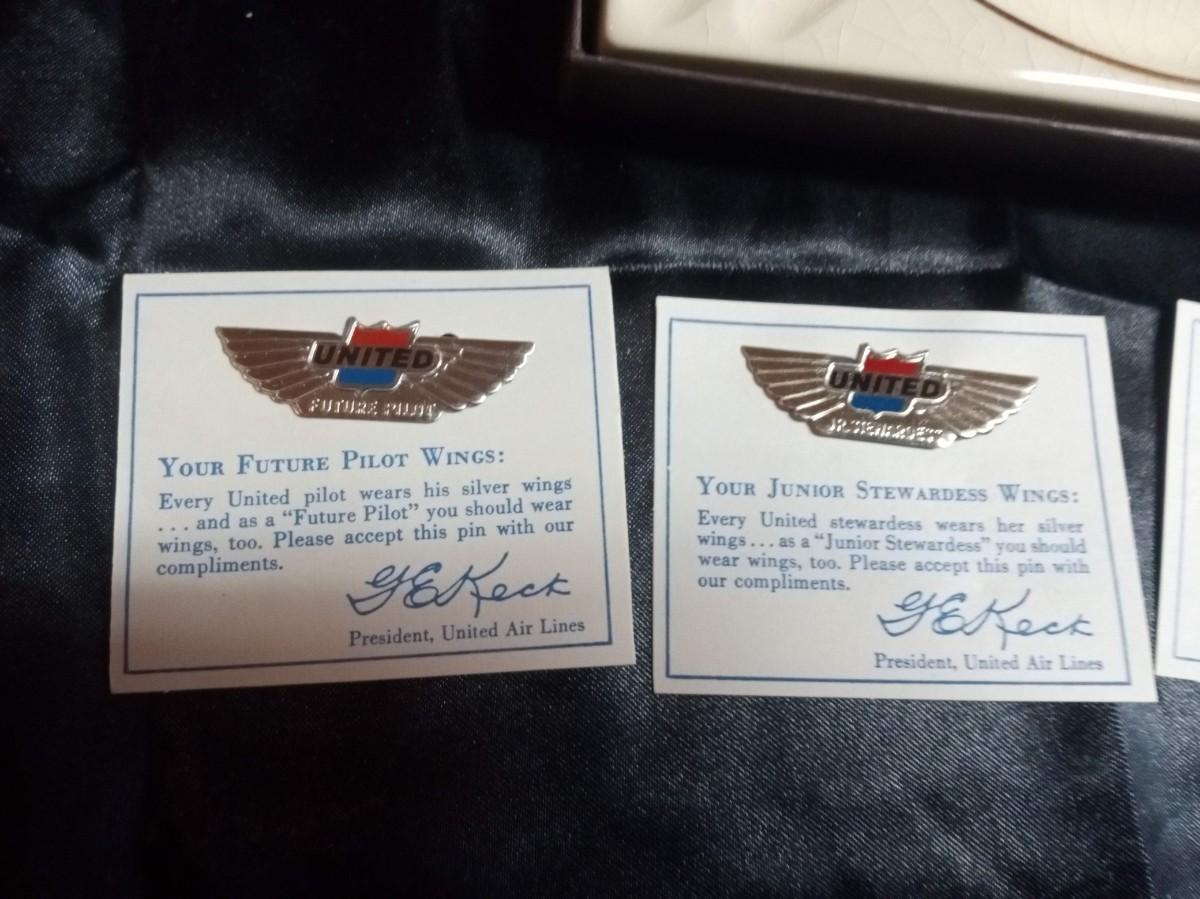 UNITED
FUTURE PILOT
YOUR FUTURE PILOT WINGS:
Every United pilot wears his silver wings
... and as a “Future Pilot” you should wear
wings, too. Please accept this pin with our
compliments.
G E Keck
President, United Air Lines
UNITED
JR. STEWARDESS
YOUR JUNIOR STEWARDESS WINGS:
Every United stewardess wears her silver
wings... as a “Junior Stewardess” you should
wear wings, too. Please accept this pin with
our compliments.
G E Keck
President, United Air Lines